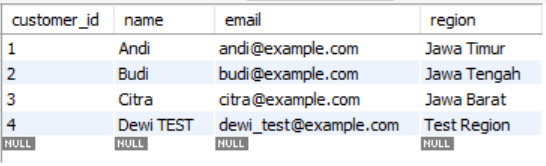 customer_id name email region
1 Andi andi@example.com Jawa Timur
2 Budi budi@example.com Jawa Tengah
3 Citra citra@example.com Jawa Barat
4 Dewi TEST dewi_test@example.com Test Region
NULL NULL NULL NULL